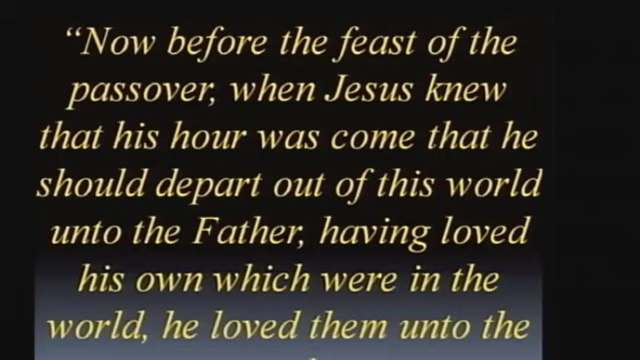 “Now before the feast of the
passover, when Jesus knew
that his hour was come that he
should depart out of this world
unto the Father, having loved
his own which were in the
world, he loved them unto the